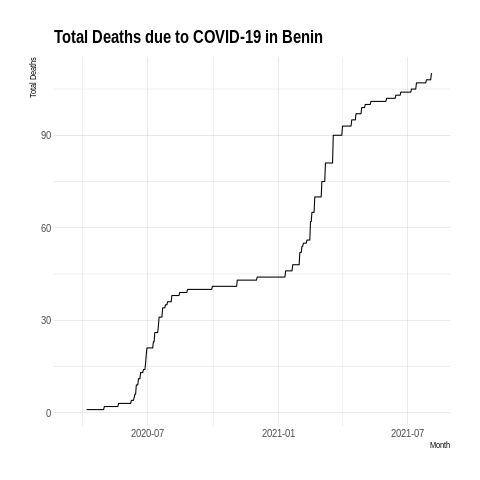 Total Deaths due to COVID-19 in Benin
Total Deaths
90
60
30
0
2020-07
2021-01
2021-07
Month